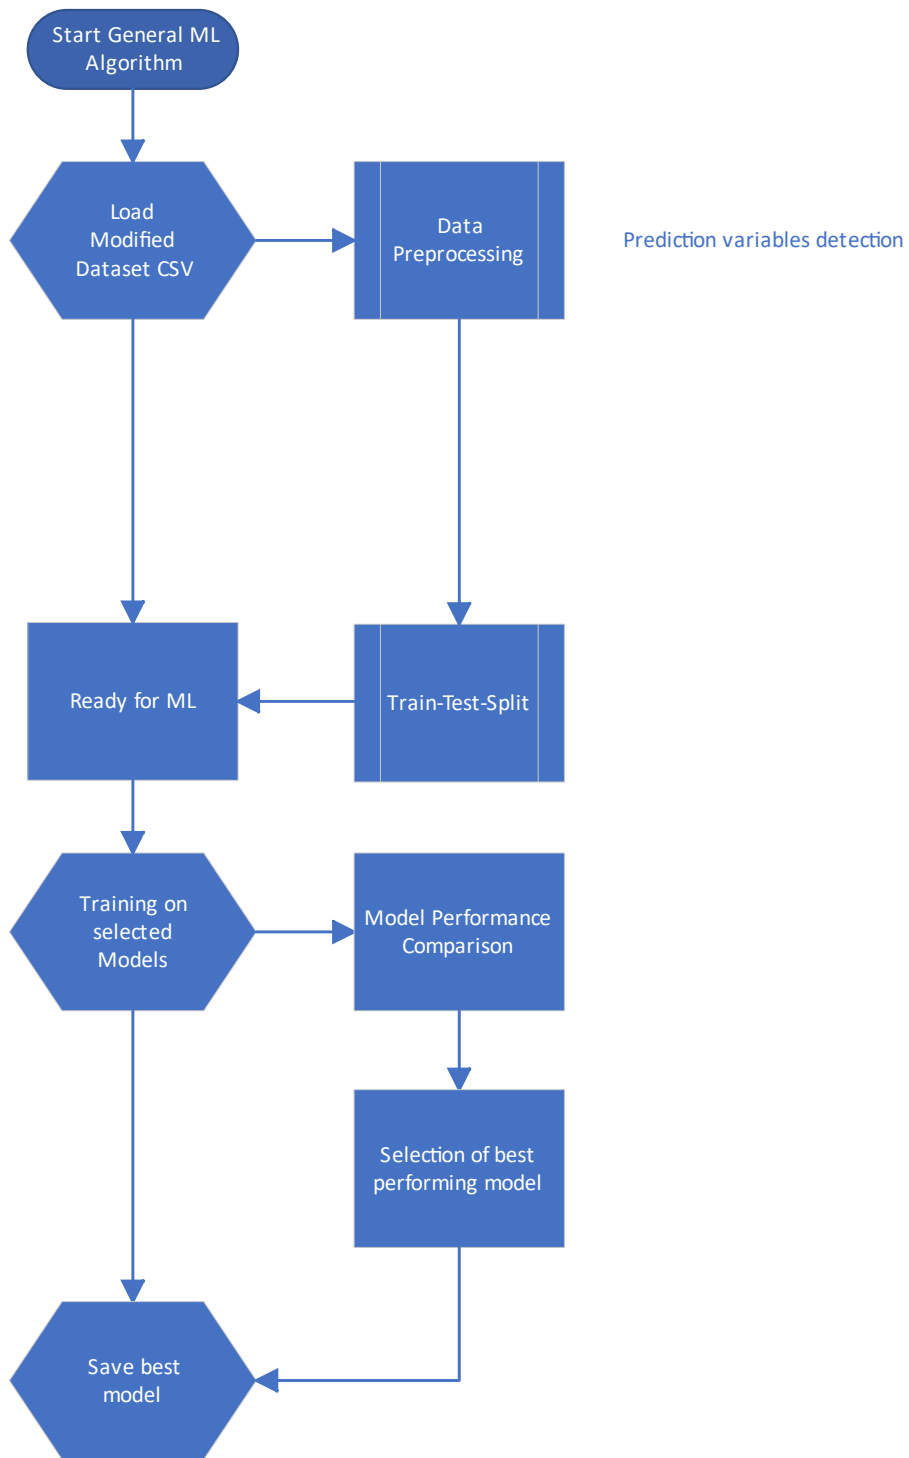 Start General ML
Algorithm
Load
Modified
Dataset CSV
Data
Preprocessing
Prediction variables detection
Ready for ML
Train-Test-Split
Training on
selected
Models
Model Performance
Comparison
Selection of best
performing model
Save best
model